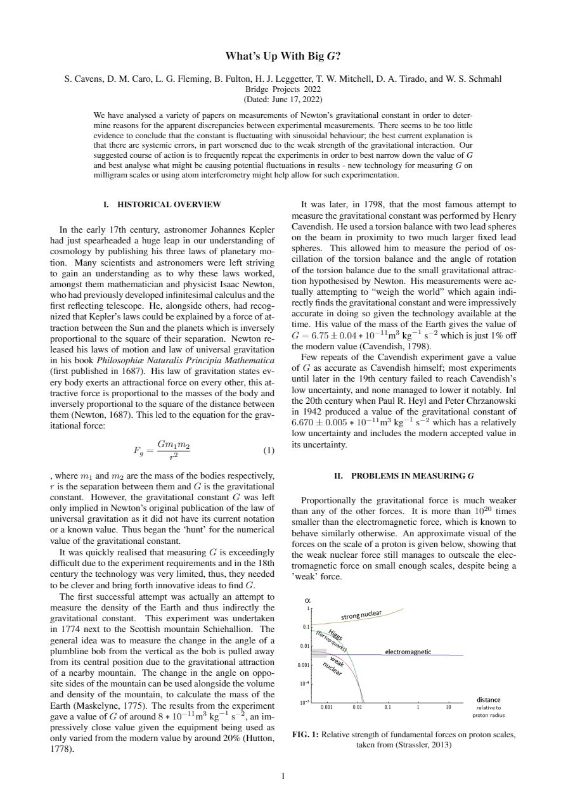 What's Up With Big G?
S. Cavens, D. M. Caro, L. G. Fleming, B. Fulton, H. J. Leggetter, T. W. Mitchell, D. A. Tirado, and W. S. Schmahl
Bridge Projects 2022
(Dated: June 17, 2022)
We have analysed a variety of papers on measurements of Newton's gravitational constant in order to deter-
mine reasons for the apparent discrepancies between experimental measurements. There seems to be too little
evidence to conclude that the constant is fluctuating with sinusoidal behaviour; the best current explanation is
that there are systemic errors, in part worsened due to the weak strength of the gravitational interaction. Our
suggested course of action is to frequently repeat the experiments in order to best narrow down the value of G
and best analyse what might be causing potential fluctuations in results - new technology for measuring G on
milligram scales or using atom interferometry might help allow for such experimentation.
I. HISTORICAL OVERVIEW
In the early 17th century, astronomer Johannes Kepler
had just spearheaded a huge leap in our understanding of
cosmology by publishing his three laws of planetary mo-
tion. Many scientists and astronomers were left striving
to gain an understanding as to why these laws worked,
amongst them mathematician and physicist Isaac Newton,
who had previously developed infinitesimal calculus and the
first reflecting telescope. He, alongside others, had recog-
nized that Kepler's laws could be explained by a force of at-
traction between the Sun and the planets which is inversely
proportional to the square of their separation. Newton re-
leased his laws of motion and law of universal gravitation
in his book Philosophiæ Naturalis Principia Mathematica
(first published in 1687). His law of gravitation states ev-
ery body exerts an attractional force on every other, this at-
tractive force is proportional to the masses of the body and
inversely proportional to the square of the distance between
them (Newton, 1687). This led to the equation for the grav-
itational force:
F_g = Gm₁m₂ / r² (1)
, where m₁ and m₂ are the mass of the bodies respectively,
r is the separation between them and G is the gravitational
constant. However, the gravitational constant G was left
only implied in Newton's original publication of the law of
universal gravitation as it did not have its current notation
or a known value. Thus began the 'hunt' for the numerical
value of the gravitational constant.
It was quickly realised that measuring G is exceedingly
difficult due to the experiment requirements and in the 18th
century the technology was very limited, thus, they needed
to be clever and bring forth innovative ideas to find G.
The first successful attempt was actually an attempt to
measure the density of the Earth and thus indirectly the
gravitational constant. This experiment was undertaken
in 1774 next to the Scottish mountain Schiehallion. The
general idea was to measure the change in the angle of a
plumbline bob from the vertical as the bob is pulled away
from its central position due to the gravitational attraction
of a nearby mountain. The change in the angle on oppo-
site sides of the mountain can be used alongside the volume
and density of the mountain, to calculate the mass of the
Earth (Maskelyne, 1775). The results from the experiment
gave a value of G of around 8 ∗ 10⁻¹¹m³ kg⁻¹ s⁻², an im-
pressively close value given the equipment being used as
only varied from the modern value by around 20% (Hutton,
1778).
It was later, in 1798, that the most famous attempt to
measure the gravitational constant was performed by Henry
Cavendish. He used a torsion balance with two lead spheres
on the beam in proximity to two much larger fixed lead
spheres. This allowed him to measure the period of os-
cillation of the torsion balance and the angle of rotation
of the torsion balance due to the small gravitational attrac-
tion hypothesised by Newton. His measurements were ac-
tually attempting to "weigh the world" which again indi-
rectly finds the gravitational constant and were impressively
accurate in doing so given the technology available at the
time. His value of the mass of the Earth gives the value of
G = 6.75 ± 0.04 ∗ 10⁻¹¹m³ kg⁻¹ s⁻² which is just 1% off
the modern value (Cavendish, 1798).
Few repeats of the Cavendish experiment gave a value
of G as accurate as Cavendish himself; most experiments
until later in the 19th century failed to reach Cavendish's
low uncertainty, and none managed to lower it notably. Inl
the 20th century when Paul R. Heyl and Peter Chrzanowski
in 1942 produced a value of the gravitational constant of
6.670 ± 0.005 ∗ 10⁻¹¹m³ kg⁻¹ s⁻² which has a relatively
low uncertainty and includes the modern accepted value in
its uncertainty.
II. PROBLEMS IN MEASURING G
Proportionally the gravitational force is much weaker
than any of the other forces. It is more than 10²⁰ times
smaller than the electromagnetic force, which is known to
behave similarly otherwise. An approximate visual of the
forces on the scale of a proton is given below, showing that
the weak nuclear force still manages to outscale the elec-
tromagnetic force on small enough scales, despite being a
'weak' force.
α
1
strong nuclear
0.1
Higgs
0.01
electromagnetic
weak
nuclear
0.001
10⁻⁴
10⁻⁵
0.001 0.01 0.1 1 10
distance
relative to
proton radius
FIG. 1: Relative strength of fundamental forces on proton scales,
taken from (Strassler, 2013)
1